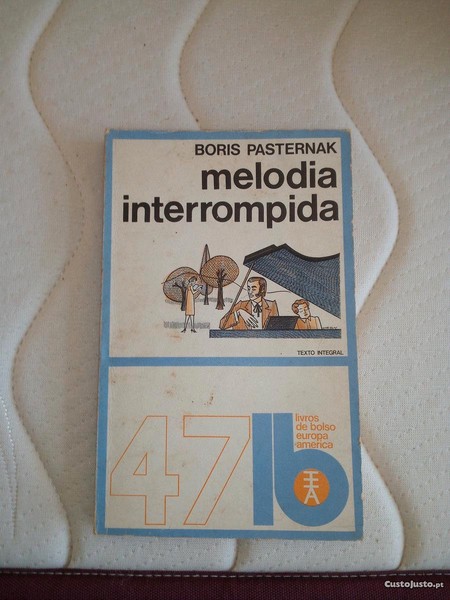 BORIS PASTERNAK
melodia
interrompida
TEXTO INTEGRAL
47 lb
livros
de bolso
europa
america
CustoJusto.pt